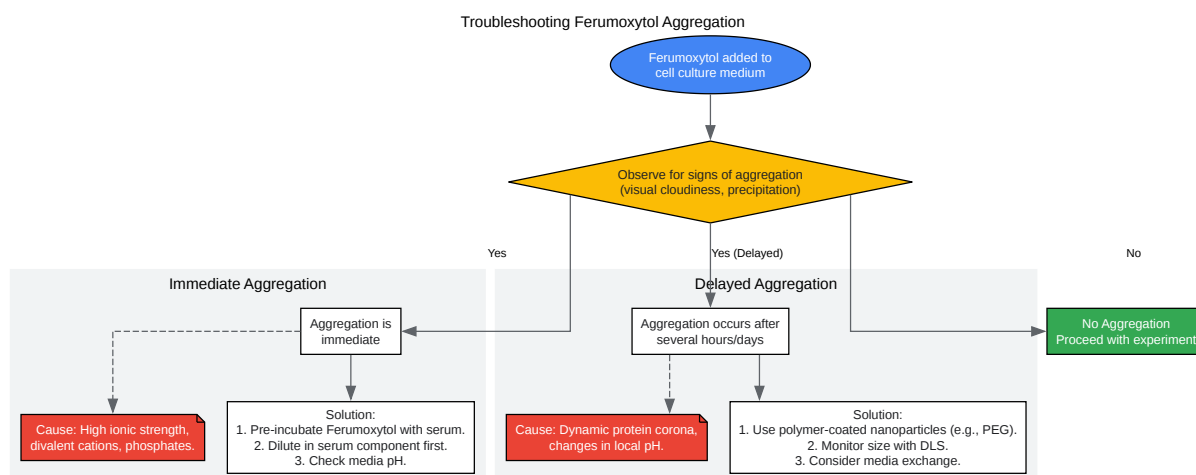 Troubleshooting Ferumoxytol Aggregation
Ferumoxytol added to
cell culture medium
Observe for signs of aggregation
(visual cloudiness, precipitation)
Yes
Yes (Delayed)
No
Immediate Aggregation
Delayed Aggregation
Aggregation is
immediate
Aggregation occurs after
several hours/days
No Aggregation
Proceed with experiment
Cause: High ionic strength,
divalent cations, phosphates.
Solution:
1. Pre-incubate Ferumoxytol with serum.
2. Dilute in serum component first.
3. Check media pH.
Cause: Dynamic protein corona,
changes in local pH.
Solution:
1. Use polymer-coated nanoparticles (e.g., PEG).
2. Monitor size with DLS.
3. Consider media exchange.